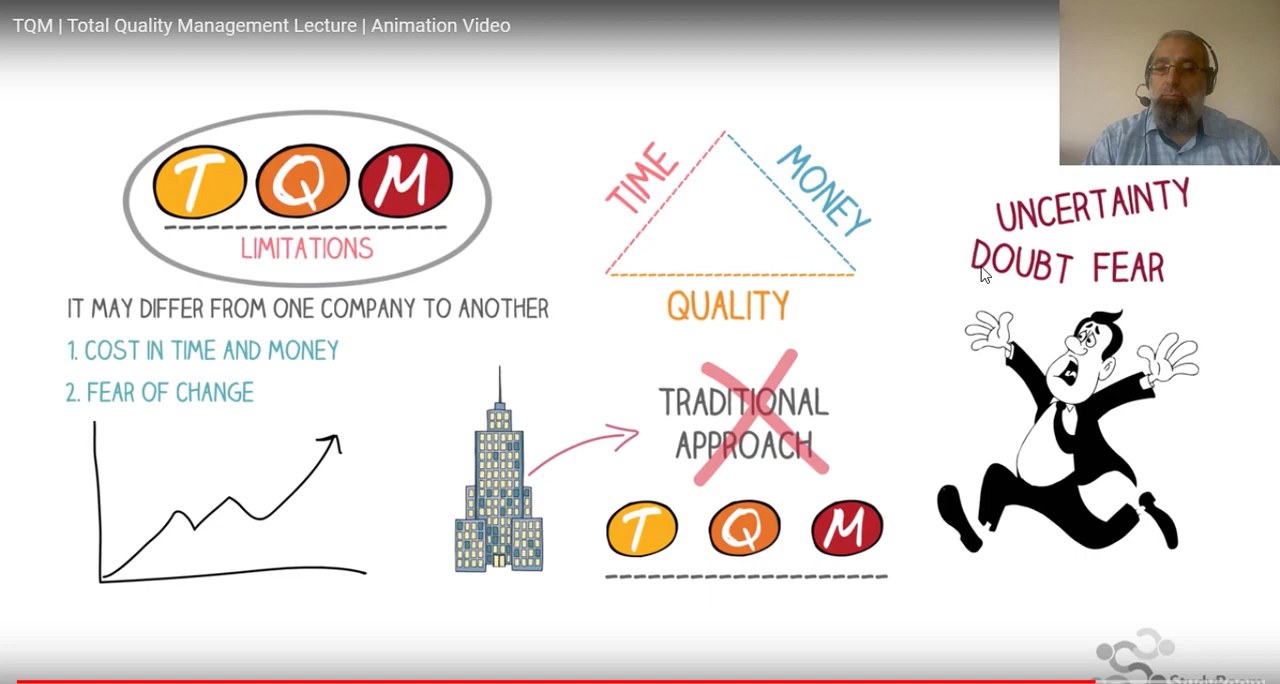 TQM | Total Quality Management Lecture | Animation Video
T Q M
LIMITATIONS
IT MAY DIFFER FROM ONE COMPANY TO ANOTHER
1. COST IN TIME AND MONEY
2. FEAR OF CHANGE
TIME
MONEY
QUALITY
TRADITIONAL
APPROACH
T Q M
UNCERTAINTY
DOUBT FEAR
StudyRoom